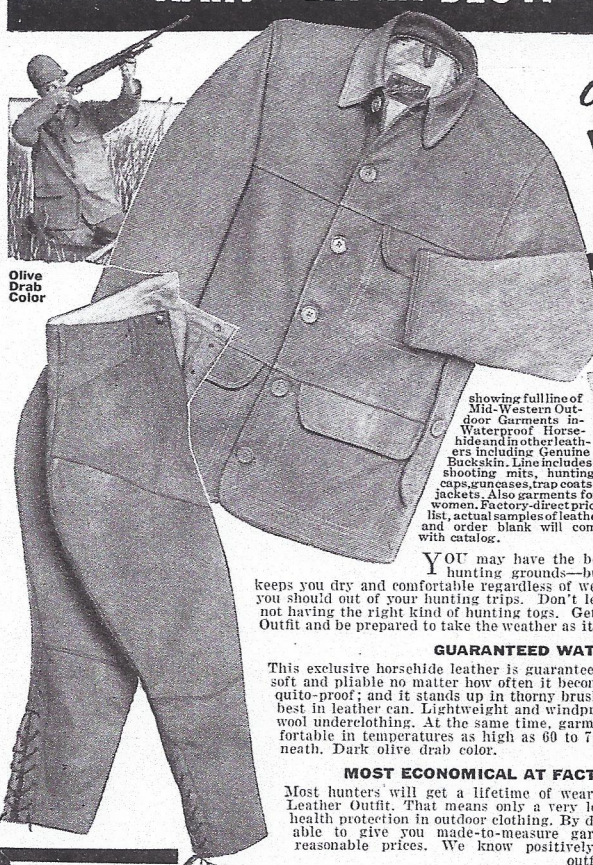 Olive
Drab
Color
showing full line of
Mid-Western Out-
door Garments in
Waterproof Horse-
hide and in other leath-
ers including Genuine
Buckskin. Line includes
shooting mits, hunting
caps, guncases, trap coats
jackets. Also garments fo
women. Factory-direct pric
list, actual samples of leathe
and order blank will com
with catalog.
YOU may have the b
hunting grounds—b
keeps you dry and comfortable regardless of we
you should out of your hunting trips. Don't le
not having the right kind of hunting togs. Ge
Outfit and be prepared to take the weather as it
GUARANTEED WAT
This exclusive horsehide leather is guarantee
soft and pliable no matter how often it becom
quito-proof; and it stands up in thorny brus
best in leather can. Lightweight and windpr
wool underclothing. At the same time, garm
fortable in temperatures as high as 60 to 7
neath. Dark olive drab color.
MOST ECONOMICAL AT FACT
Most hunters will get a lifetime of wear
Leather Outfit. That means only a very l
health protection in outdoor clothing. By d
able to give you made-to-measure gar
reasonable prices. We know positively
outf